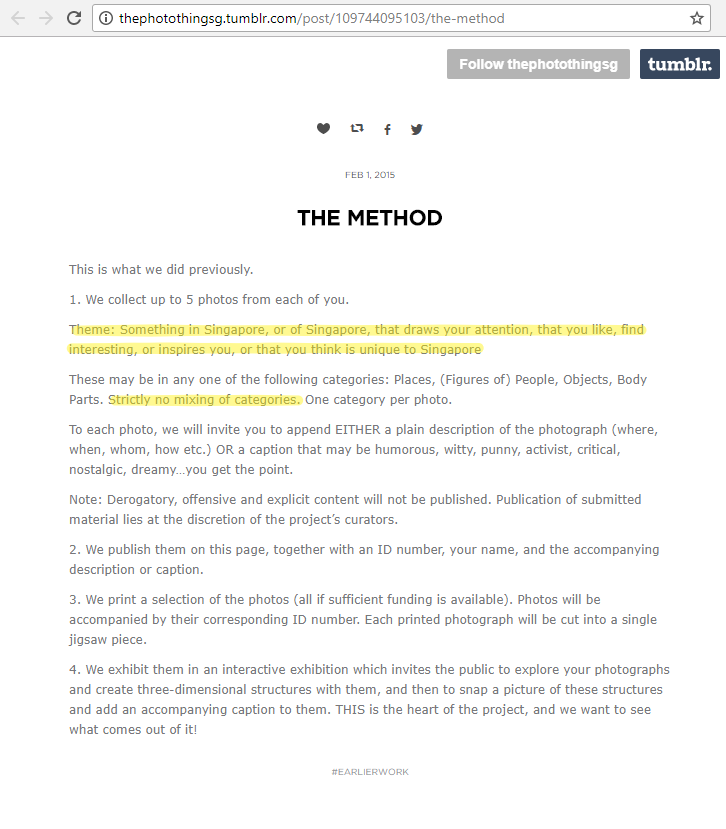 thephotothingsg.tumblr.com/post/109744095103/the-method
Follow thephotothingsg
tumblr.
FEB 1, 2015
THE METHOD
This is what we did previously.
1. We collect up to 5 photos from each of you.
Theme: Something in Singapore, or of Singapore, that draws your attention, that you like, find
interesting, or inspires you, or that you think is unique to Singapore
These may be in any one of the following categories: Places, (Figures of) People, Objects, Body
Parts. Strictly no mixing of categories. One category per photo.
To each photo, we will invite you to append EITHER a plain description of the photograph (where,
when, whom, how etc.) OR a caption that may be humorous, witty, punny, activist, critical,
nostalgic, dreamy…you get the point.
Note: Derogatory, offensive and explicit content will not be published. Publication of submitted
material lies at the discretion of the project’s curators.
2. We publish them on this page, together with an ID number, your name, and the accompanying
description or caption.
3. We print a selection of the photos (all if sufficient funding is available). Photos will be
accompanied by their corresponding ID number. Each printed photograph will be cut into a single
jigsaw piece.
4. We exhibit them in an interactive exhibition which invites the public to explore your photographs
and create three-dimensional structures with them, and then to snap a picture of these structures
and add an accompanying caption to them. THIS is the heart of the project, and we want to see
what comes out of it!
#EARLIERWORK